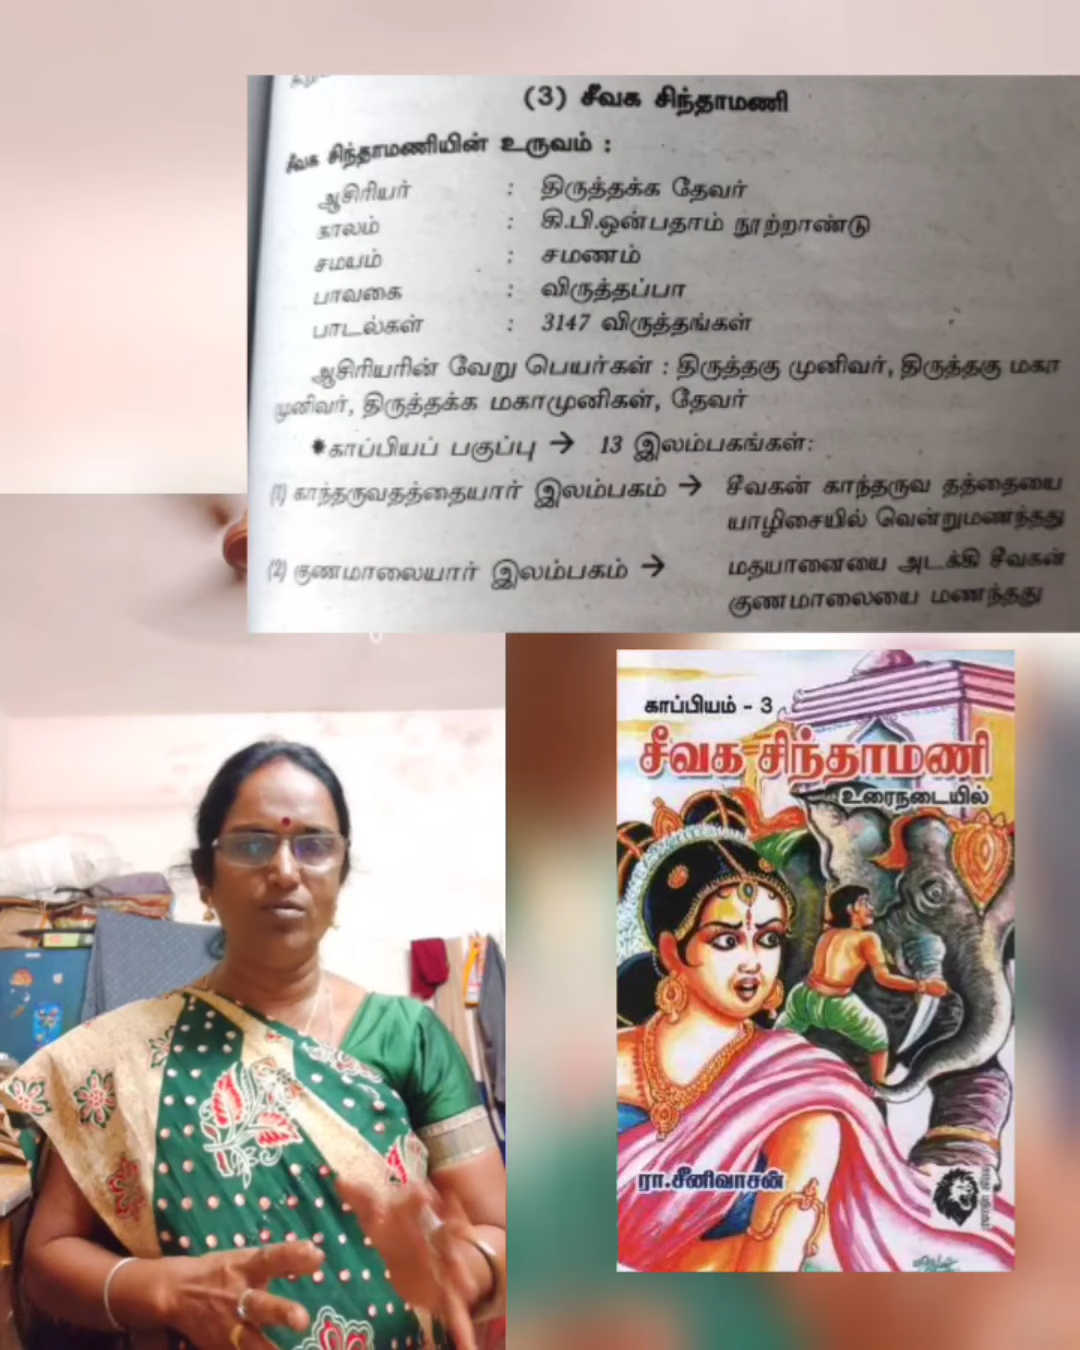 (3) சீவக சிந்தாமணி
சீவக சிந்தாமணியின் உருவம் :
ஆசிரியர் : திருத்தக்க தேவர்
காலம் : கி.பி.ஒன்பதாம் நூற்றாண்டு
சமயம் : சமணம்
பாவகை : விருத்தப்பா
பாடல்கள் : 3147 விருத்தங்கள்
ஆசிரியரின் வேறு பெயர்கள் : திருத்தகு முனிவர், திருத்தகு மகா
முனிவர், திருத்தக்க மகாமுனிகள், தேவர்
*காப்பியப் பகுப்பு → 13 இலம்பகங்கள்:
(1) காந்தருவதத்தையார் இலம்பகம் → சீவகன் காந்தருவ தத்தையை
யாழிசையில் வென்றுமணந்தது
(2) குணமாலையார் இலம்பகம் → மதயானையை அடக்கி சீவகன்
குணமாலையை மணந்தது
காப்பியம் - 3
சீவக சிந்தாமணி
உரைநடையில்
ரா.சீனிவாசன்